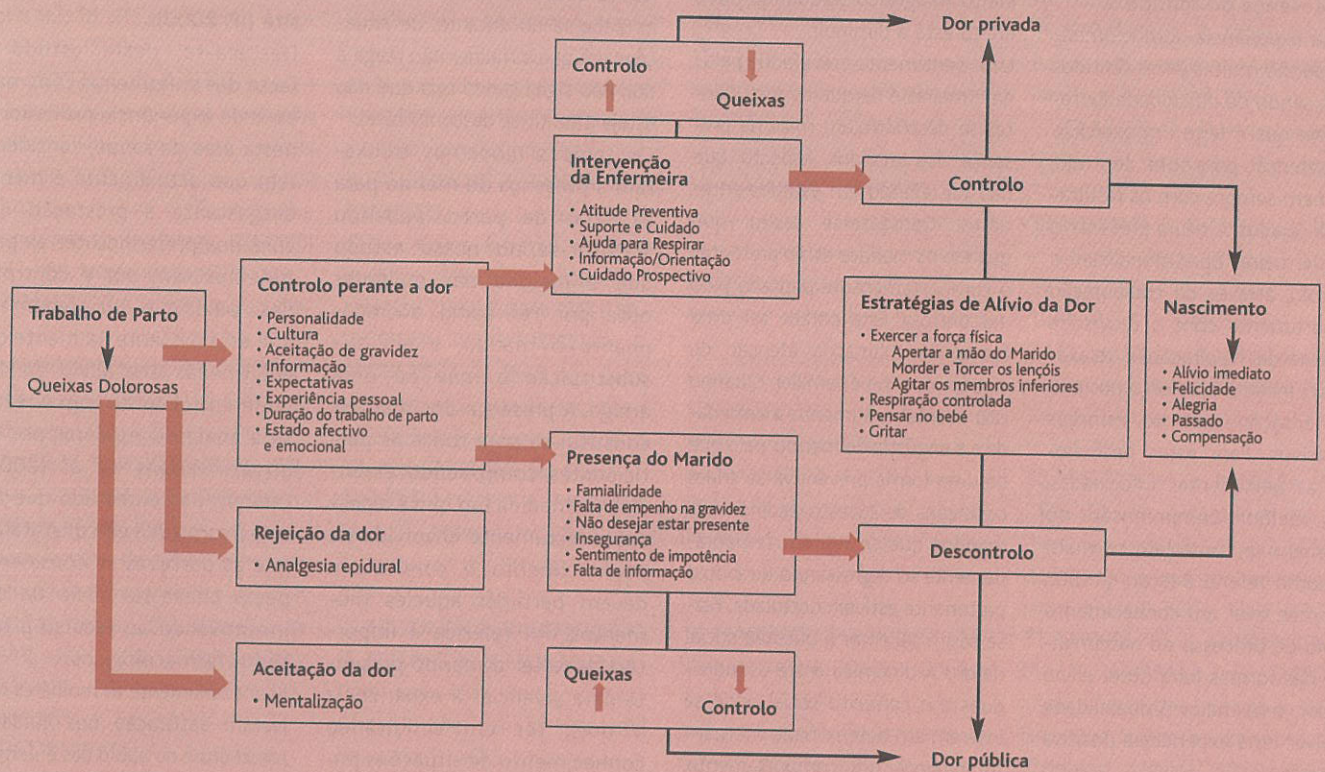 Dor privada
Controlo
Queixas
Intervenção
da Enfermeira
• Atitude Preventiva
• Suporte e Cuidado
• Ajuda para Respirar
• Informação/Orientação
• Cuidado Prospectivo
Controlo
Trabalho de Parto
Queixas Dolorosas
Controlo perante a dor
• Personalidade
• Cultura
• Aceitação de gravidez
• Informação
• Expectativas
• Experiência pessoal
• Duração do trabalho de parto
• Estado afectivo
e emocional
Estratégias de Alívio da Dor
• Exercer a força física
Apertar a mão do Marido
Morder e Torcer os lençóis
Agitar os membros inferiores
• Respiração controlada
• Pensar no bebé
• Gritar
Nascimento
• Alívio imediato
• Felicidade
• Alegria
• Passado
• Compensação
Rejeição da dor
• Analgesia epidural
Presença do Marido
• Famialiridade
• Falta de empenho na gravidez
• Não desejar estar presente
• Insegurança
• Sentimento de impotência
• Falta de informação
Descontrolo
Aceitação da dor
• Mentalização
Queixas
Controlo
Dor pública